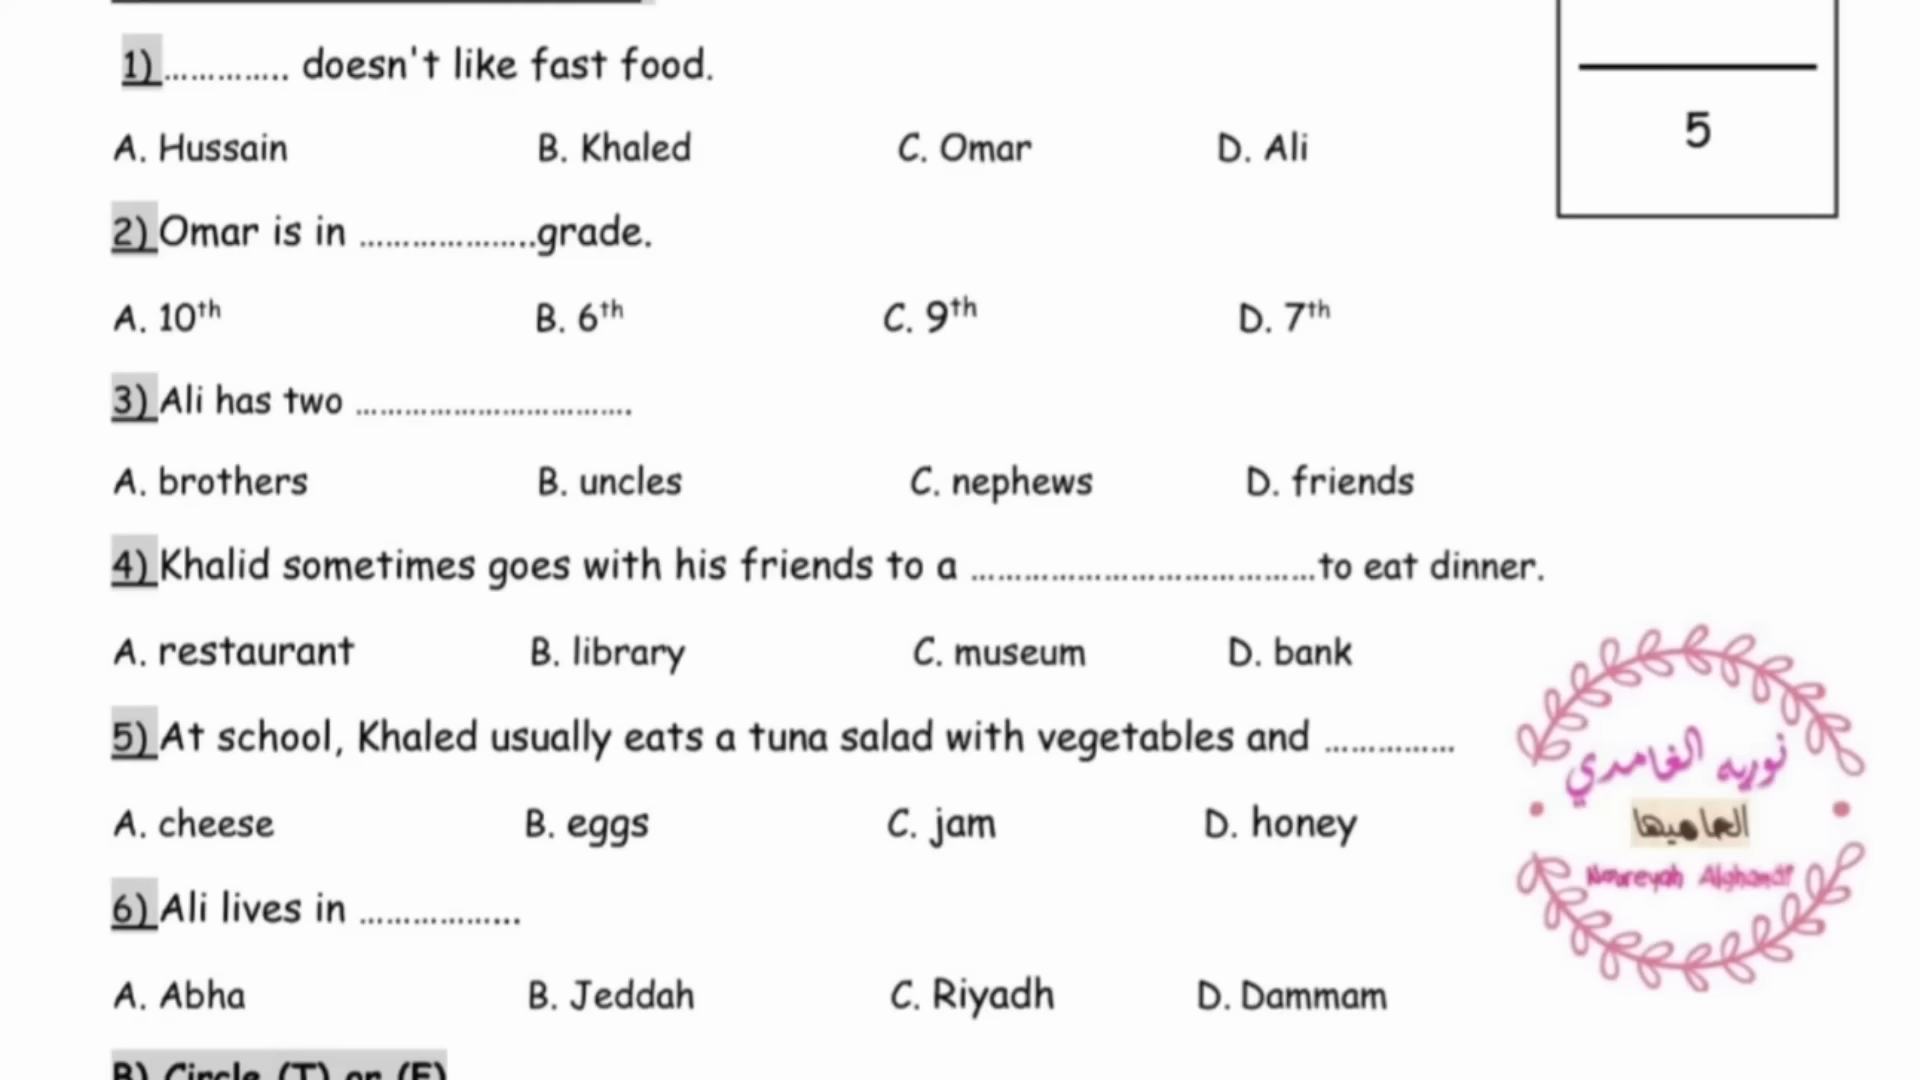 1) ………….. doesn't like fast food.
A. Hussain B. Khaled C. Omar D. Ali
5
2) Omar is in ………………..grade.
A. 10th B. 6th C. 9th D. 7th
3) Ali has two …………………………….
A. brothers B. uncles C. nephews D. friends
4) Khalid sometimes goes with his friends to a …………………………………to eat dinner.
A. restaurant B. library C. museum D. bank
5) At school, Khaled usually eats a tuna salad with vegetables and ……………
A. cheese B. eggs C. jam D. honey
نوريه الغامدي
Noureyah Alghamdi
6) Ali lives in ………………
A. Abha B. Jeddah C. Riyadh D. Dammam
B) Circle (T) or (F)